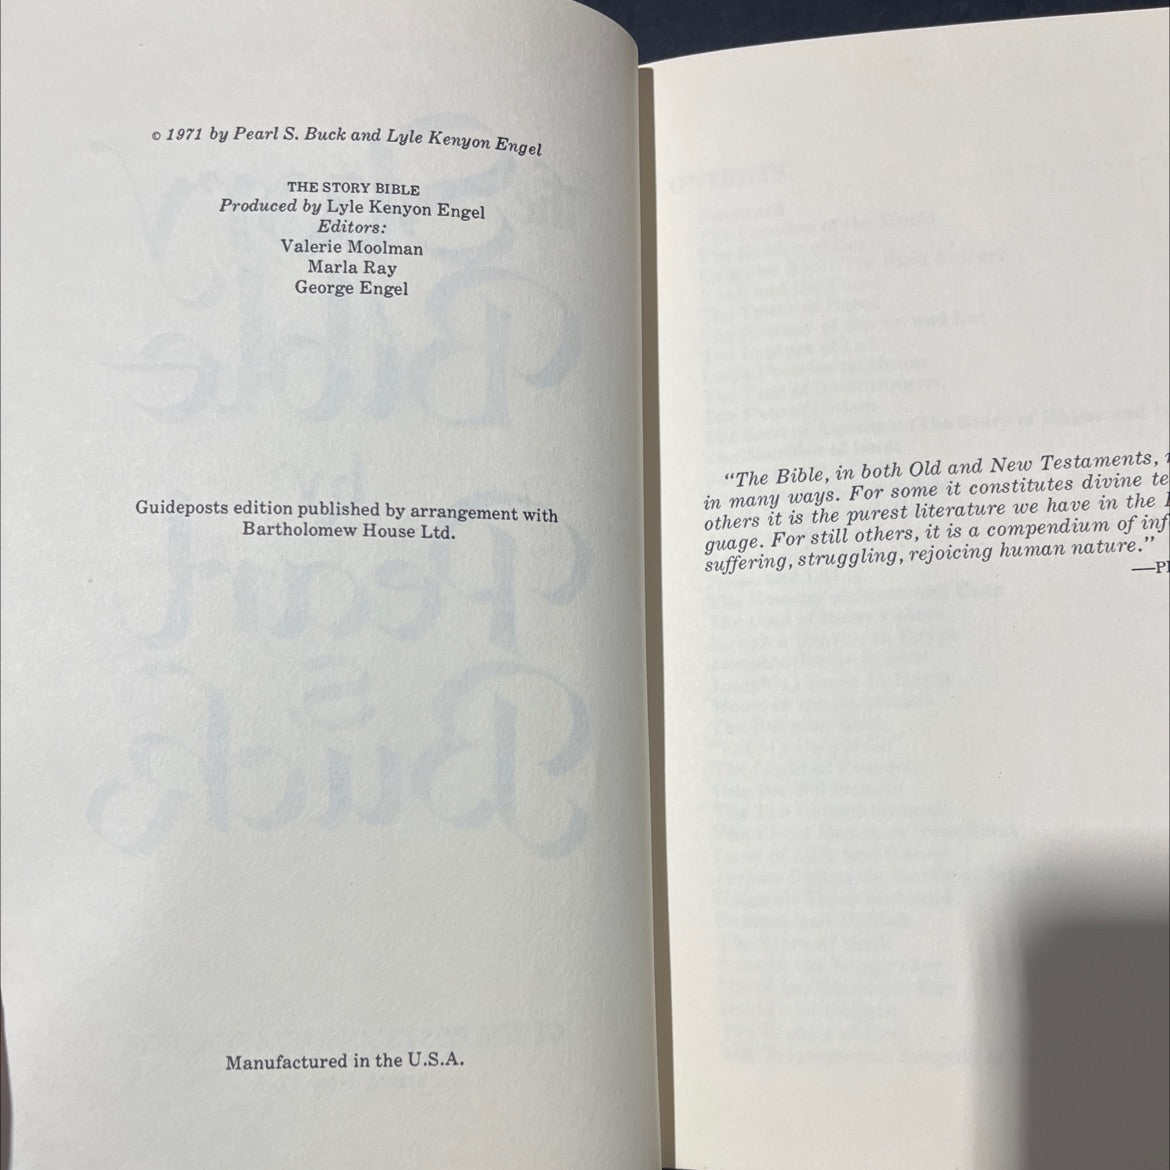 © 1971 by Pearl S. Buck and Lyle Kenyon Engel
THE STORY BIBLE
Produced by Lyle Kenyon Engel
Editors:
Valerie Moolman
Marla Ray
George Engel
Guideposts edition published by arrangement with
Bartholomew House Ltd.
Manufactured in the U.S.A.
“The Bible, in both Old and New Testaments,
in many ways. For some it constitutes divine te
others it is the purest literature we have in the
guage. For still others, it is a compendium of inf
suffering, struggling, rejoicing human nature.”
—P